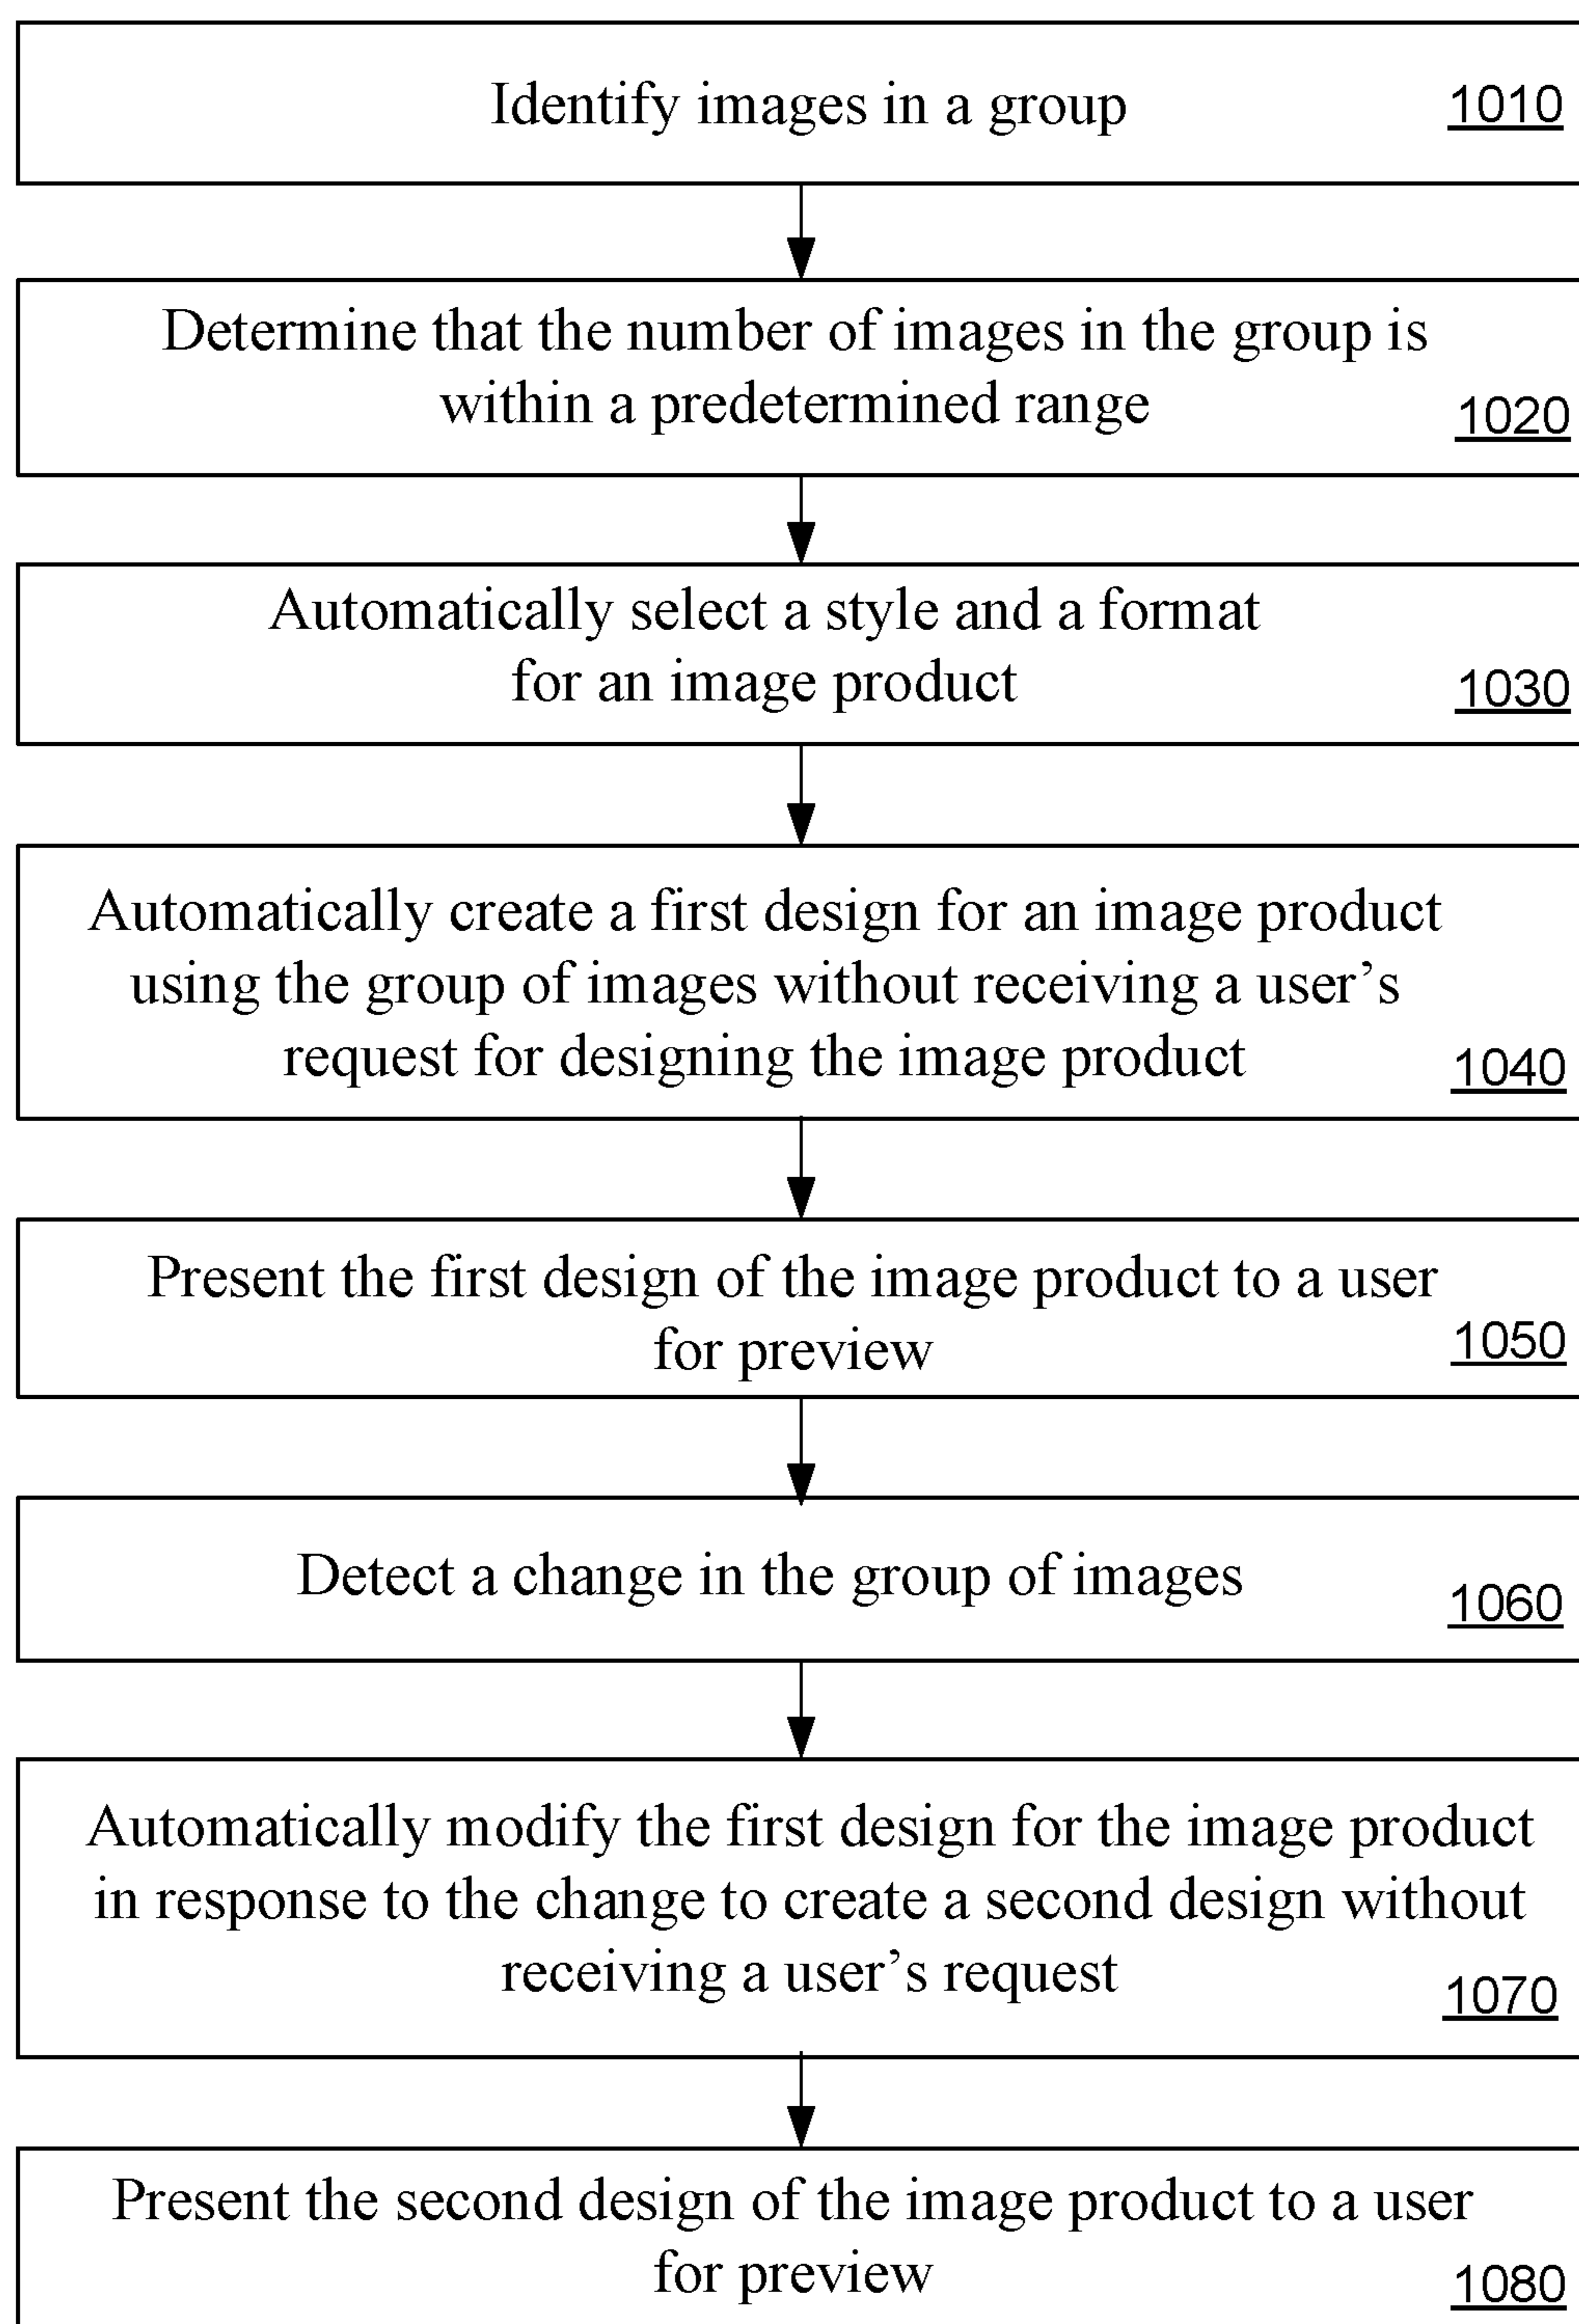 Identify images in a group
1010
Determine that the number of images in the group is
within a predetermined range
1020
Automatically select a style and a format
for an image product
1030
Automatically create a first design for an image product
using the group of images without receiving a user’s
request for designing the image product
1040
Present the first design of the image product to a user
for preview
1050
Detect a change in the group of images
1060
Automatically modify the first design for the image product
in response to the change to create a second design without
receiving a user’s request
1070
Present the second design of the image product to a user
for preview
1080